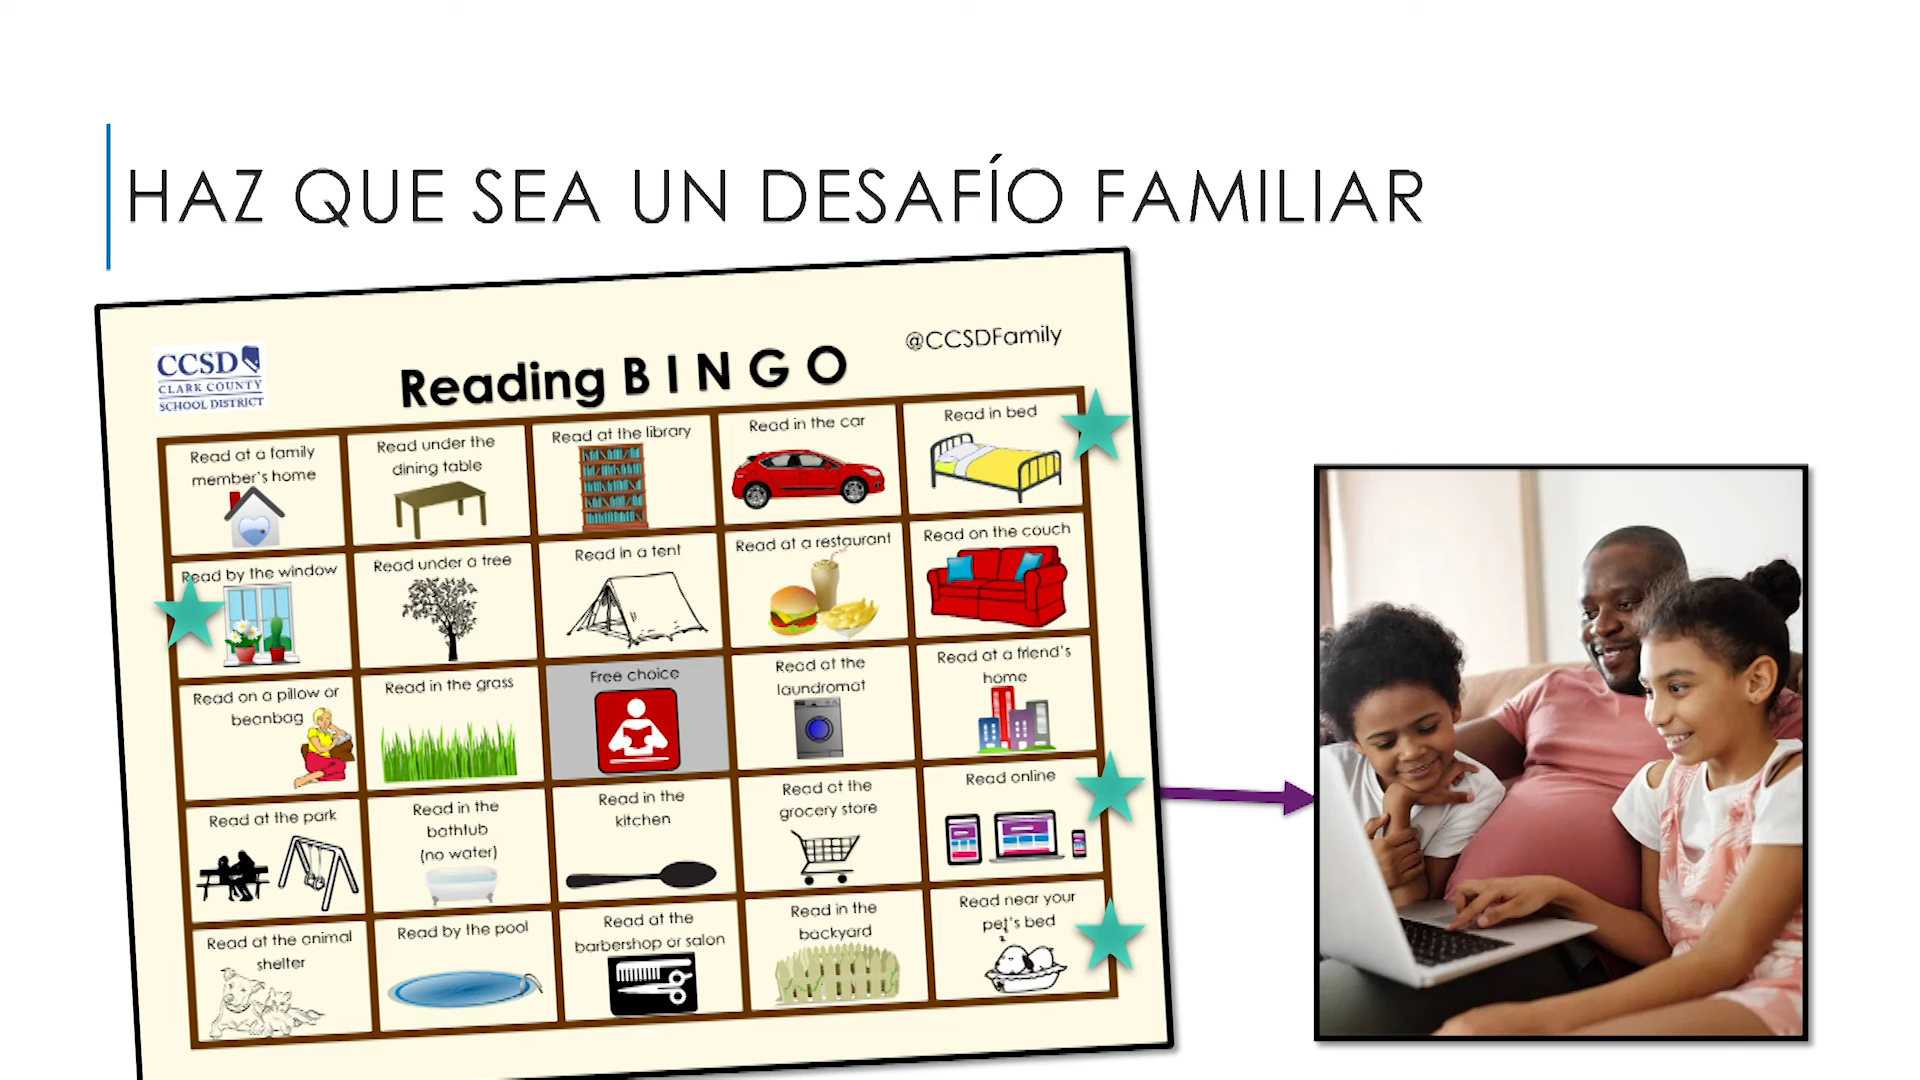 HAZ QUE SEA UN DESAFÍO FAMILIAR
CCSD
CLARK COUNTY
SCHOOL DISTRICT
Reading BINGO
@CCSDFamily
Read at a family
member's home
Read under the
dining table
Read at the library
Read in the car
Read in bed
Read by the window
Read under a tree
Read in a tent
Read at a restaurant
Read on the couch
Read on a pillow or
beanbag
Read in the grass
Free choice
Read at the
laundromat
Read at a friend's
home
Read at the park
Read in the
bathtub
(no water)
Read in the
kitchen
Read at the
grocery store
Read online
Read at the animal
shelter
Read by the pool
Read at the
barbershop or salon
Read in the
backyard
Read near your
pet's bed